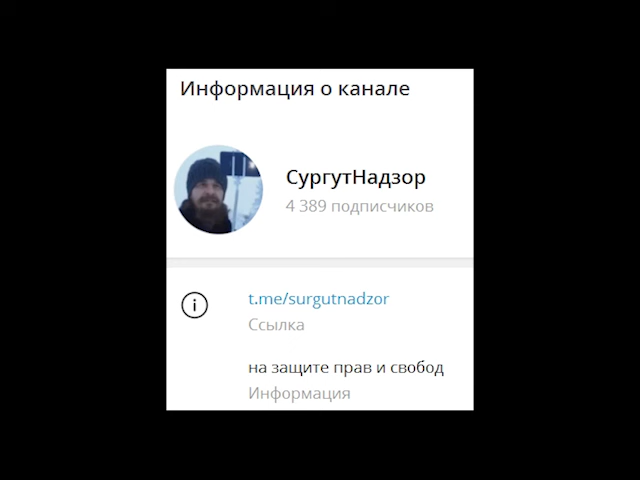 Информация о канале
СургутНадзор
4 389 подписчиков
t.me/surgutnadzor
Ссылка
на защите прав и свобод
Информация